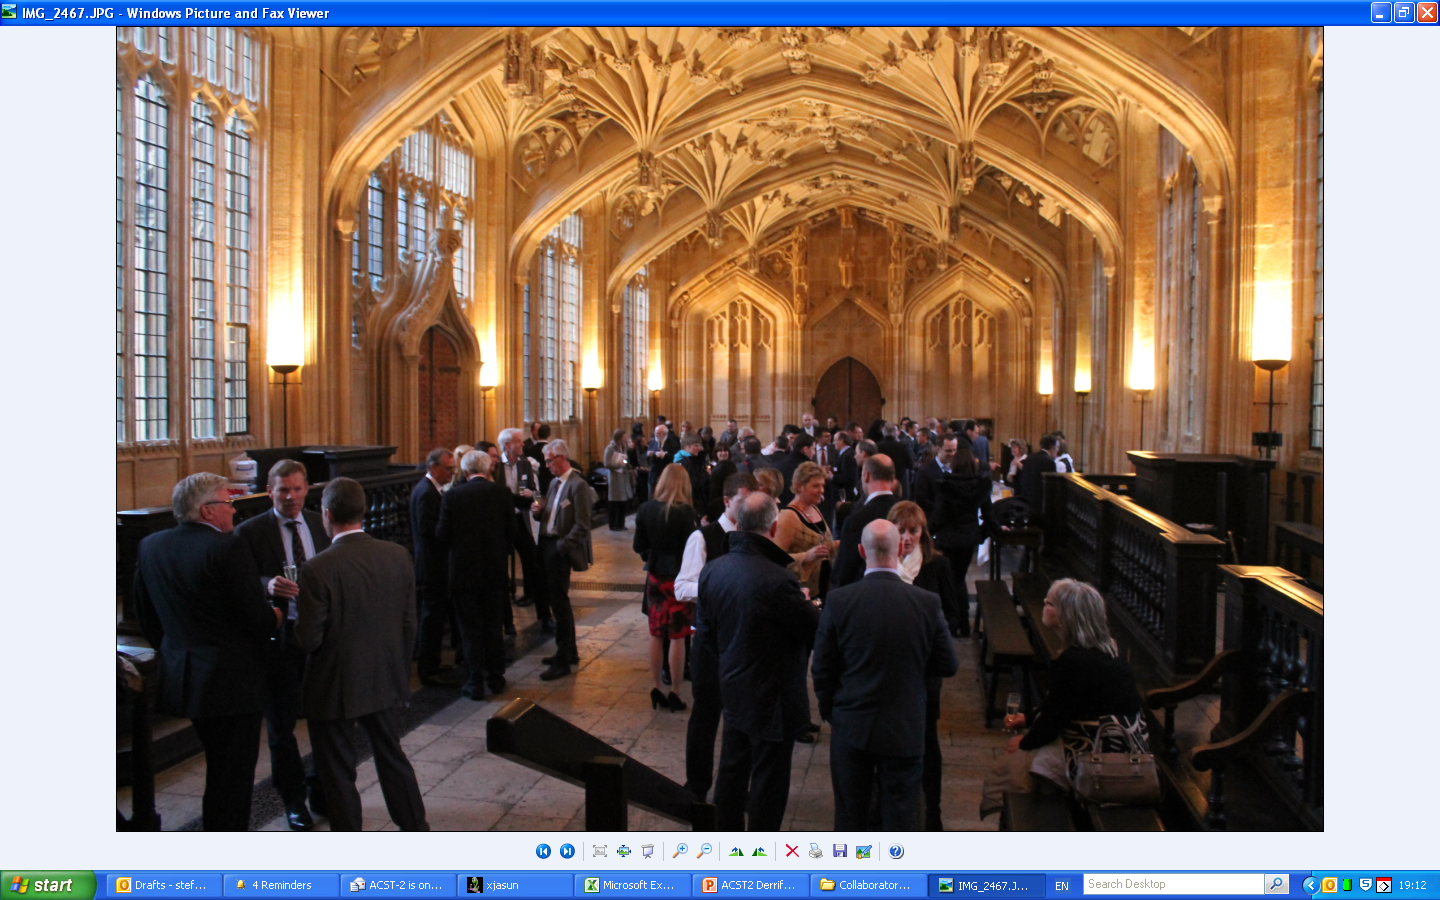 IMG_2467.JPG - Windows Picture and Fax Viewer
start
Drafts - stef...
4 Reminders
ACST-2 is on...
xjasun
Microsoft Ex...
ACST2 Derrif...
Collaborator...
IMG_2467.J...
EN
Search Desktop
19:12